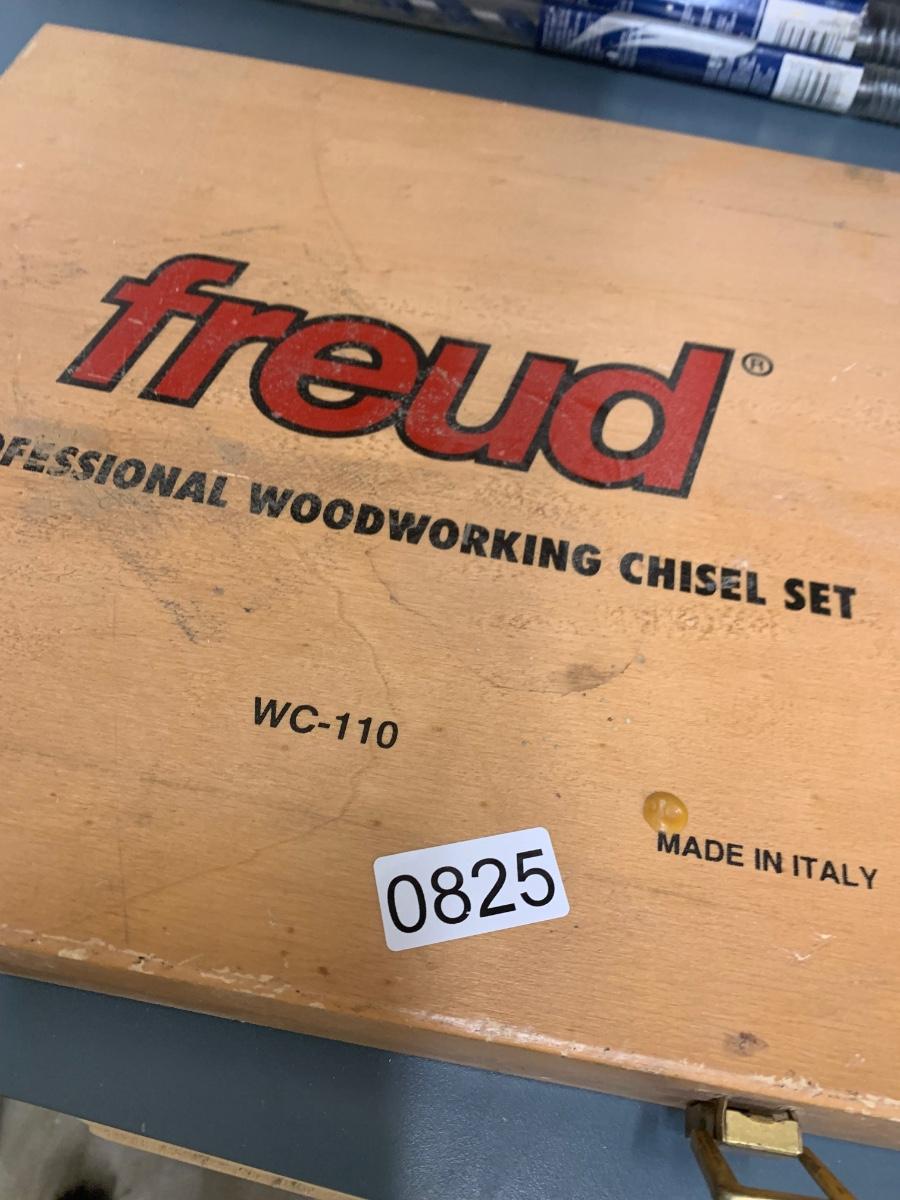 freud®
OFESSIONAL WOODWORKING CHISEL SET
WC-110
MADE IN ITALY
0825